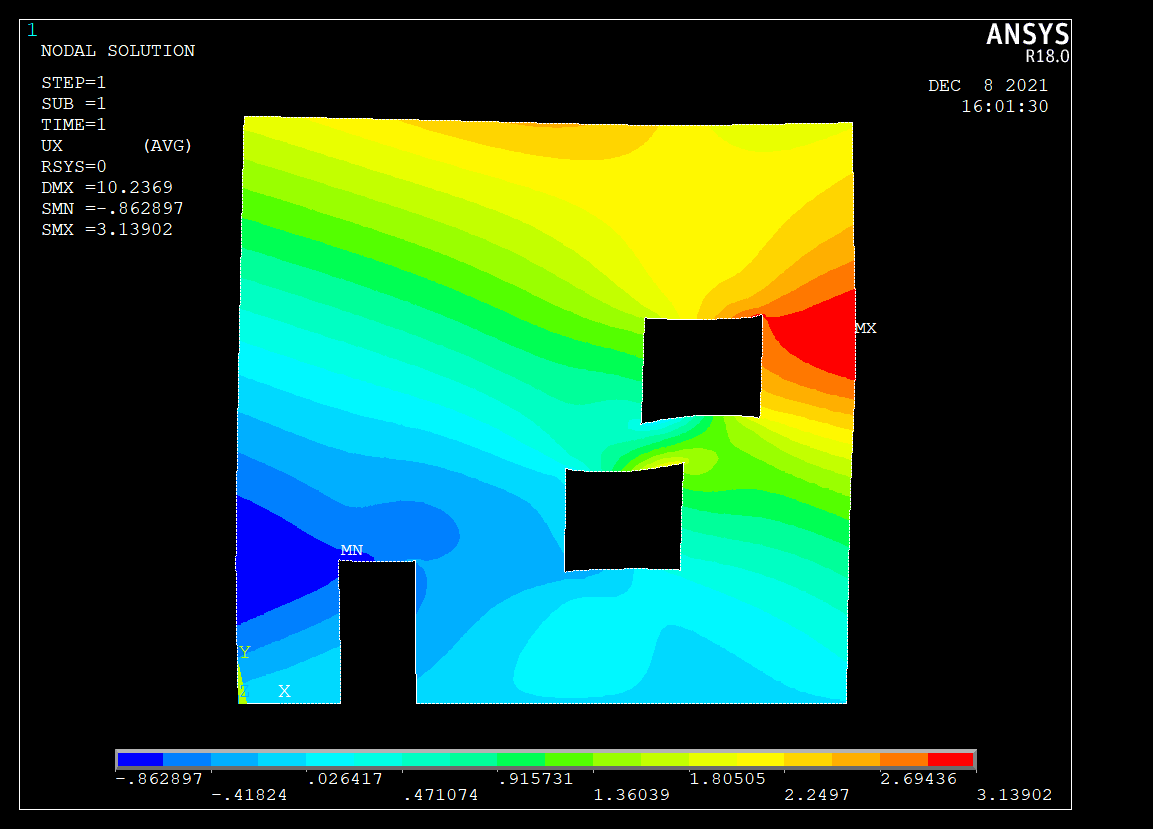 1
ANSYS
R18.0
NODAL SOLUTION
STEP=1
SUB =1
TIME=1
UX (AVG)
RSYS=0
DMX =10.2369
SMN =-.862897
SMX =3.13902
DEC 8 2021
16:01:30
MX
MN
Y
Z
X
-.862897 .026417 .915731 1.80505 2.69436
-.41824 .471074 1.36039 2.2497 3.13902